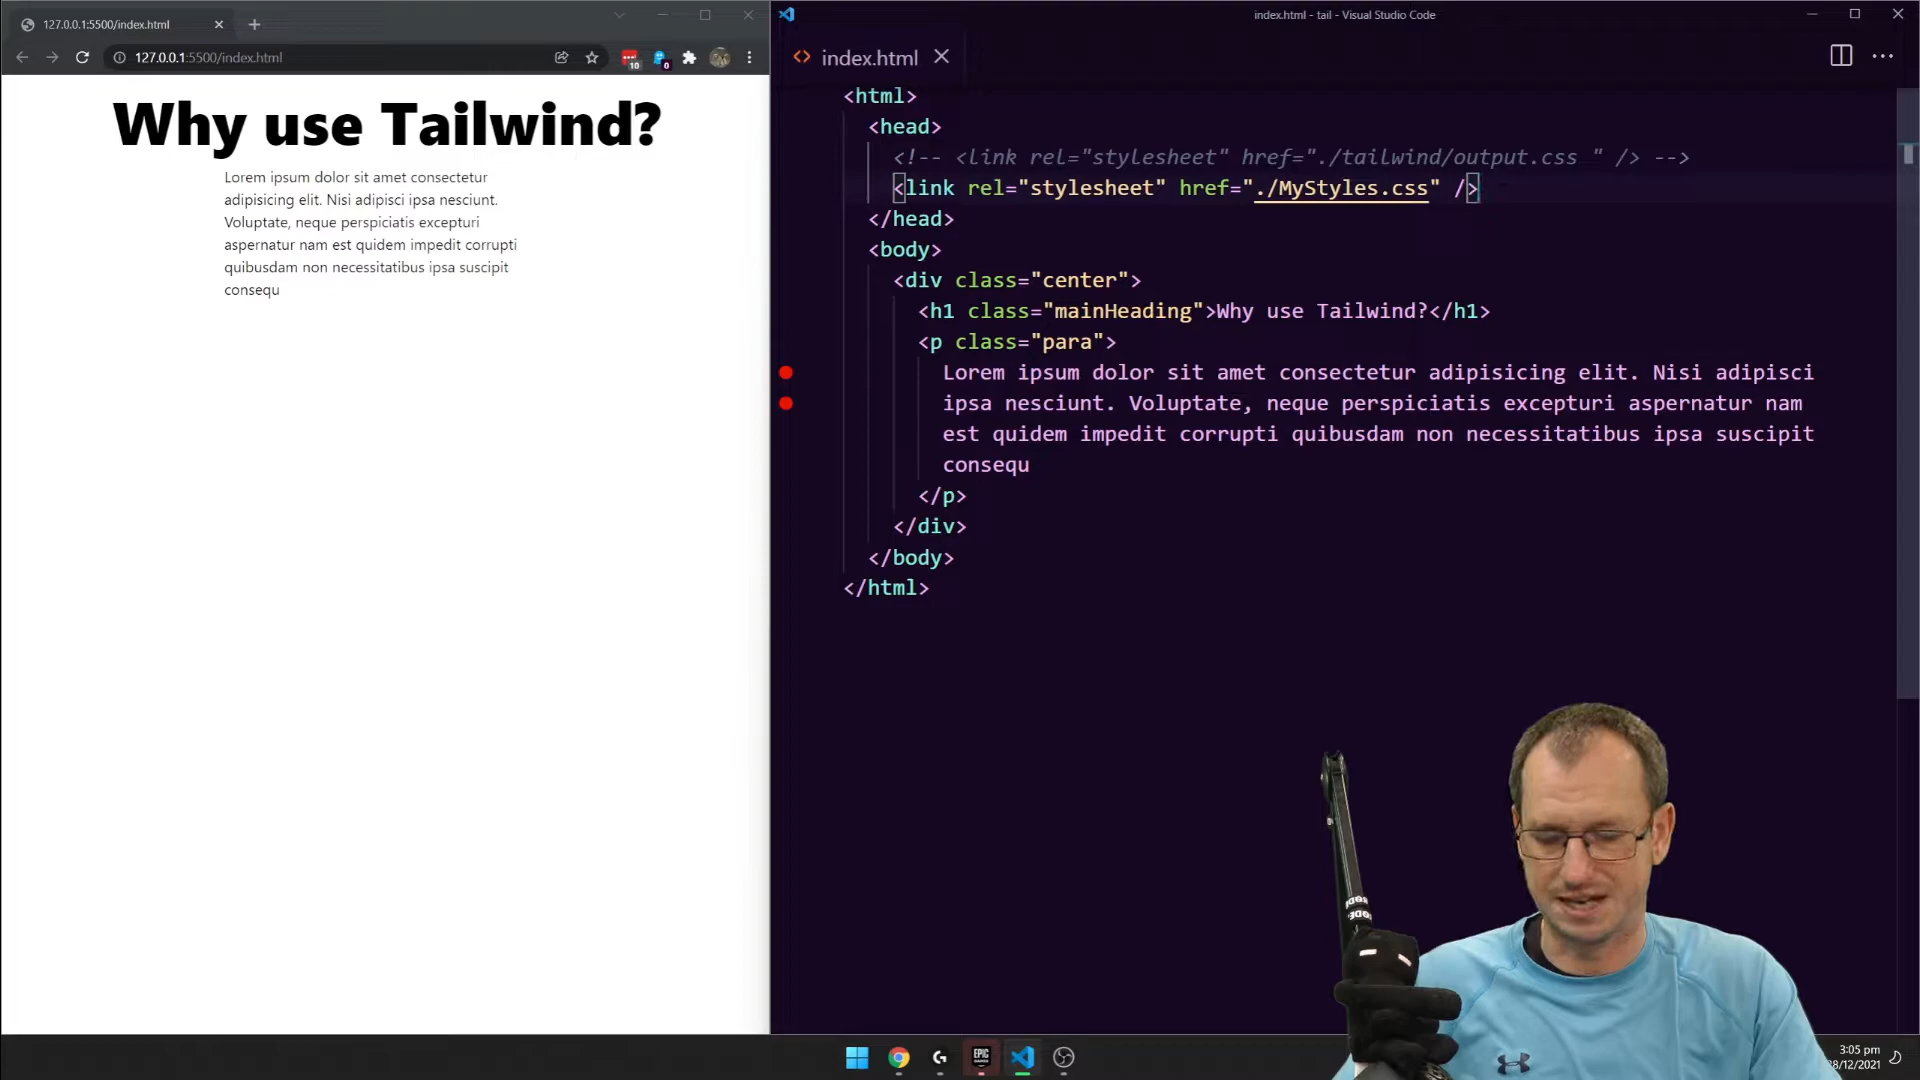 127.0.0.1:5500/index.html
127.0.0.1:5500/index.html
10
0
Why use Tailwind?
Lorem ipsum dolor sit amet consectetur
adipisicing elit. Nisi adipisci ipsa nesciunt.
Voluptate, neque perspiciatis excepturi
aspernatur nam est quidem impedit corrupti
quibusdam non necessitatibus ipsa suscipit
consequ
index.html - tail - Visual Studio Code
index.html
<html>
<head>
<!-- <link rel="stylesheet" href="./tailwind/output.css " /> -->
<link rel="stylesheet" href="./MyStyles.css" />
</head>
<body>
<div class="center">
<h1 class="mainHeading">Why use Tailwind?</h1>
<p class="para">
Lorem ipsum dolor sit amet consectetur adipisicing elit. Nisi adipisci
ipsa nesciunt. Voluptate, neque perspiciatis excepturi aspernatur nam
est quidem impedit corrupti quibusdam non necessitatibus ipsa suscipit
consequ
</p>
</div>
</body>
</html>
EPIC
3:05 pm
28/12/2021